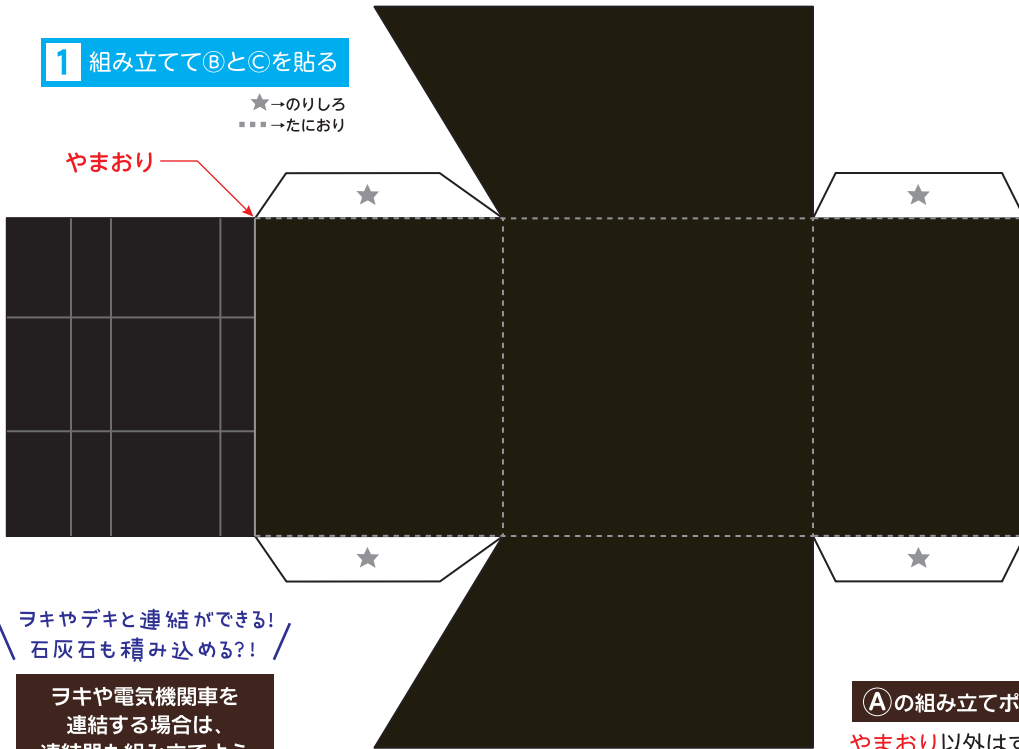 1 組み立ててⒷとⒸを貼る
★→のりしろ
→たにおり
やまおり
ヲキやデキと連結ができる!
石灰石も積み込める?!
ヲキや電気機関車を
連結する場合は、
Ⓐの組み立てポ
やまおり以外はす